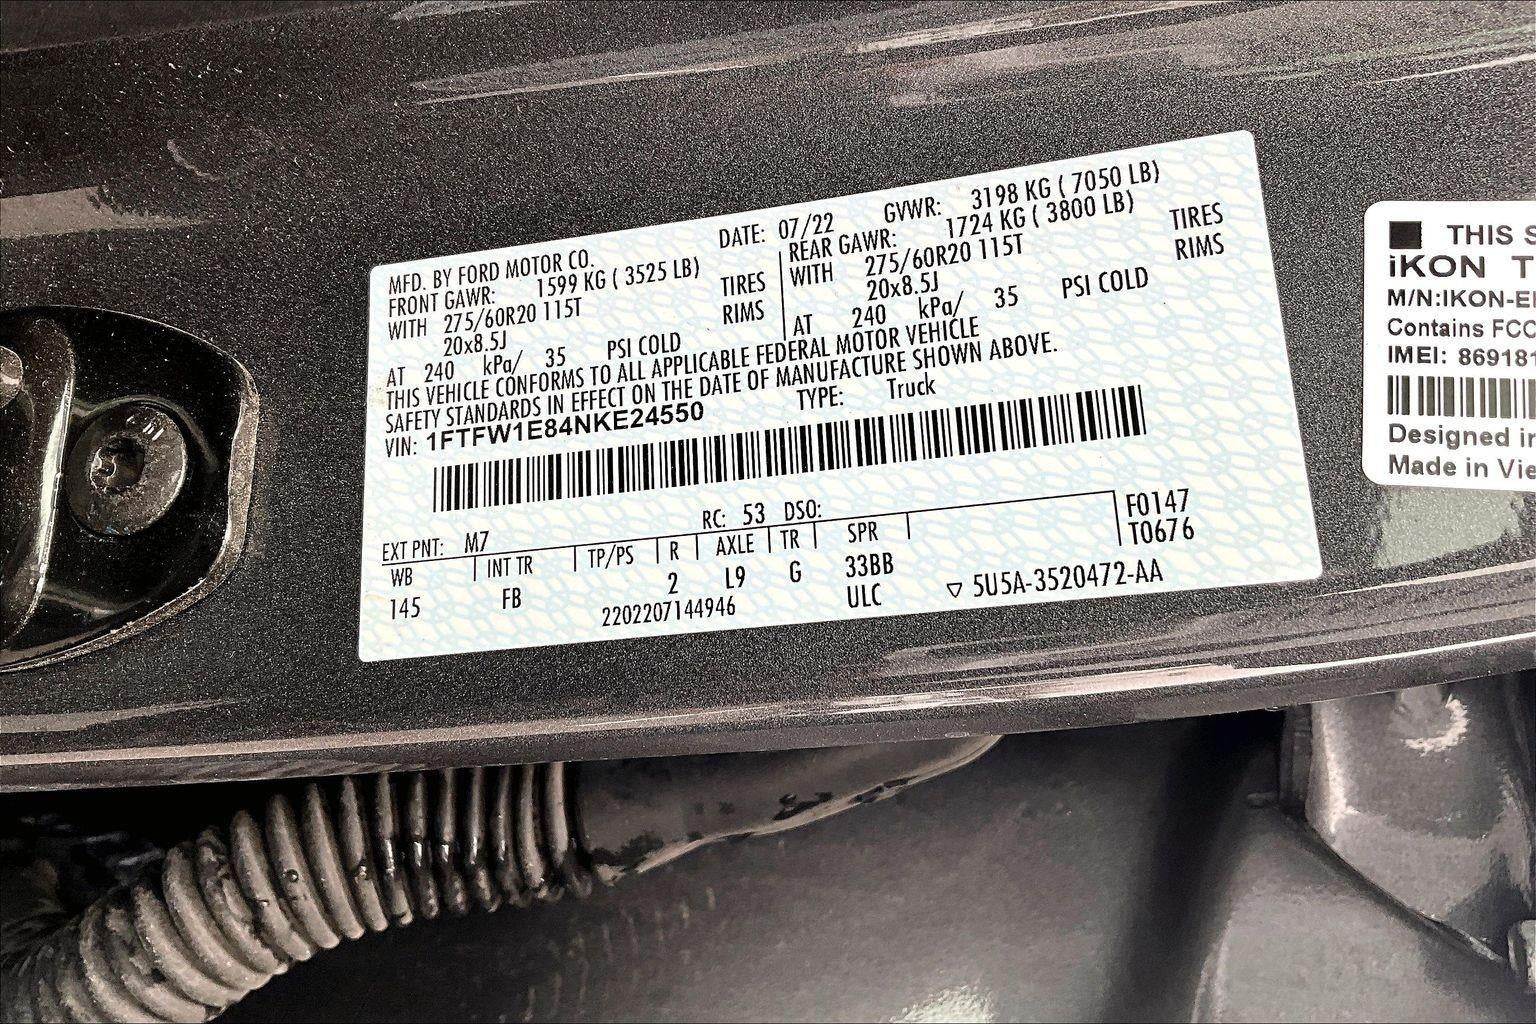 MFD. BY FORD MOTOR CO.
DATE: 07/22
GVWR: 3198 KG ( 7050 LB)
FRONT GAWR: 1599 KG ( 3525 LB)
WITH 275/60R20 115T TIRES
20x8.5J RIMS
AT 240 kPa/ 35 PSI COLD
REAR GAWR: 1724 KG ( 3800 LB)
WITH 275/60R20 115T TIRES
20x8.5J RIMS
AT 240 kPa/ 35 PSI COLD
THIS VEHICLE CONFORMS TO ALL APPLICABLE FEDERAL MOTOR VEHICLE
SAFETY STANDARDS IN EFFECT ON THE DATE OF MANUFACTURE SHOWN ABOVE.
VIN: 1FTFW1E84NKE24550
TYPE: Truck
EXT PNT: M7 RC: 53 DSO:
WB INT TR TP/PS R AXLE TR SPR
145 FB 2 L9 G 33BB
2202207144946 ULC
F0147
T0676
▽ 5U5A-3520472-AA
THIS
iKON
M/N:IKON-
Contains FCC
IMEI: 86918
Designed in
Made in